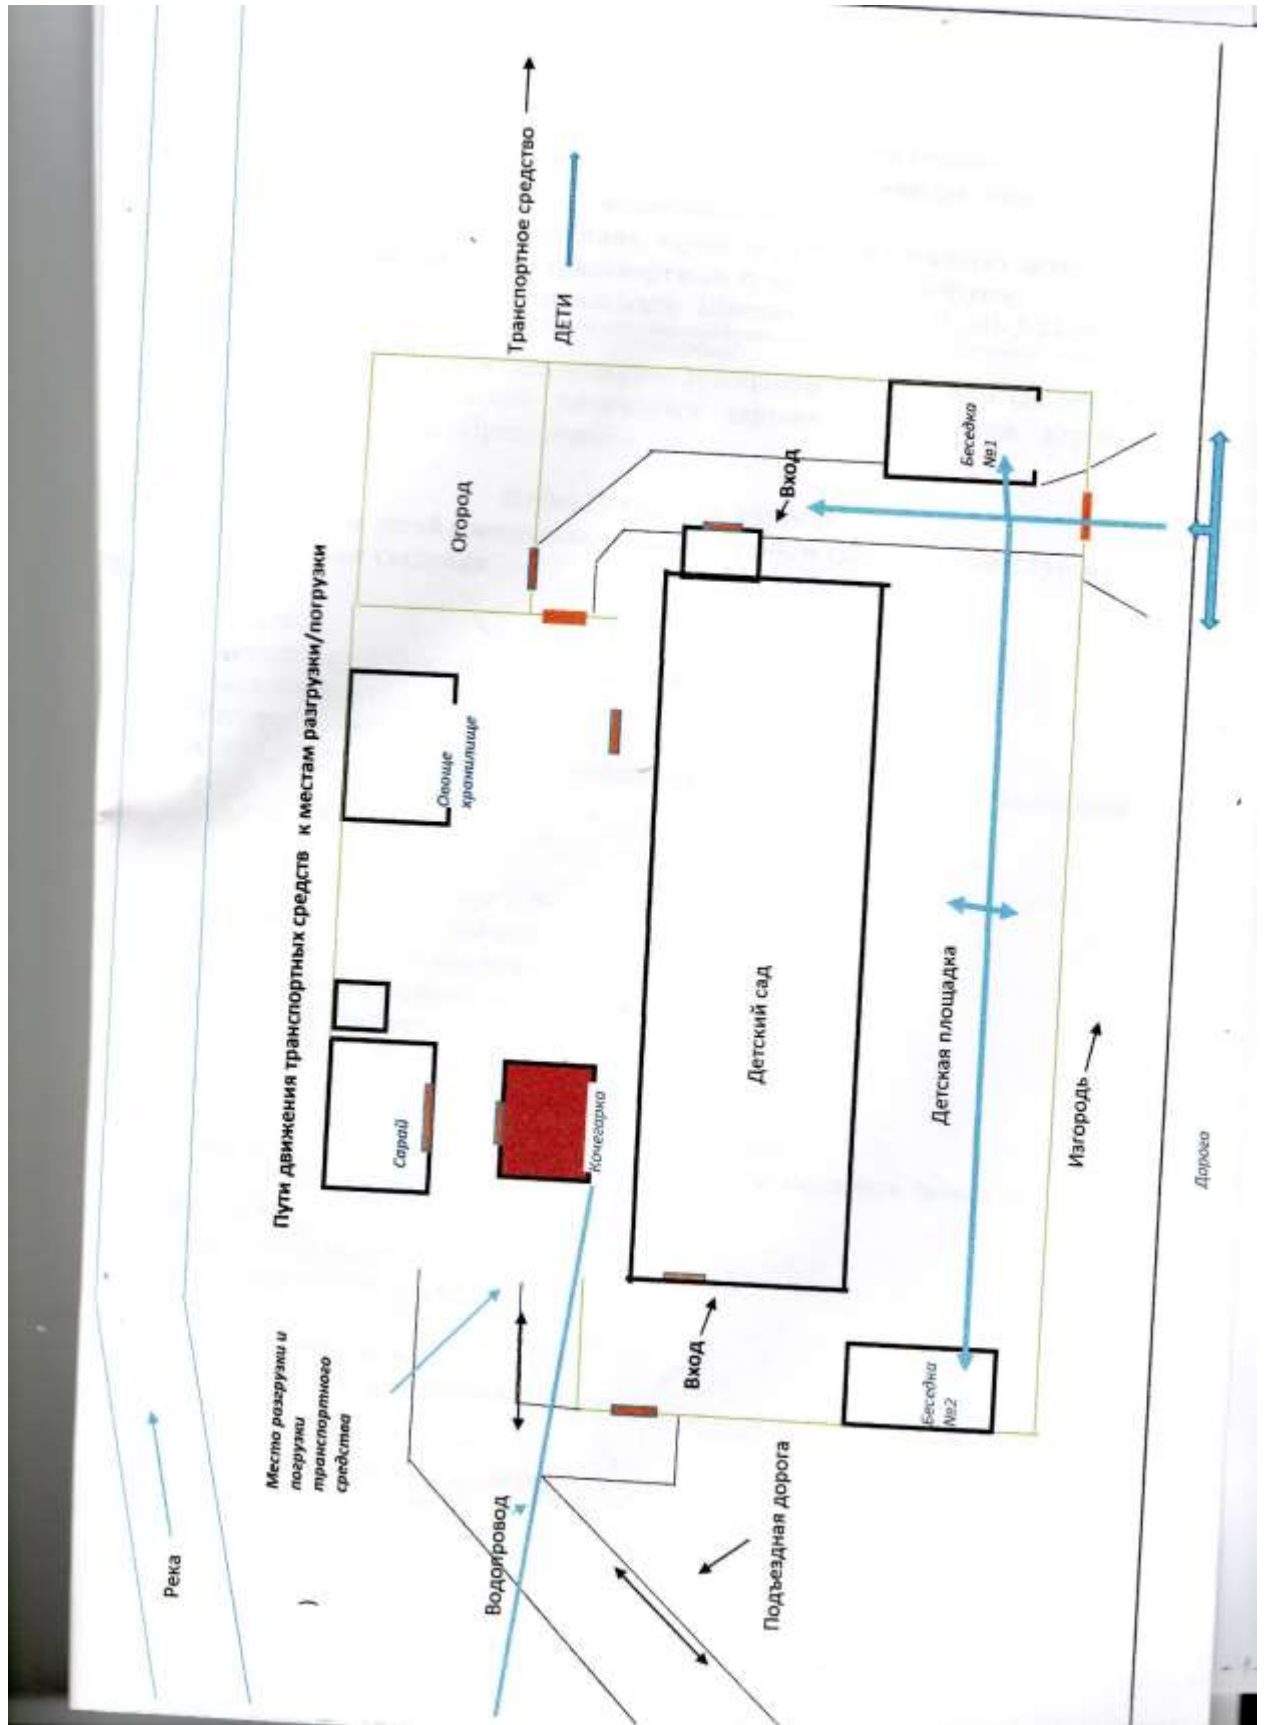 Река
Пути движения транспортных средств к местам разгрузки/погрузки
Место разгрузки и
погрузки
транспортного
средства
)
Сарай
Овоще
хранилище
Огород
Транспортное средство
ДЕТИ
Водопровод
Кочегарка
Вход
Вход
Детский сад
Подъездная дорога
Беседка
№2
Детская площадка
Беседка
№1
Изгородь
Дорога